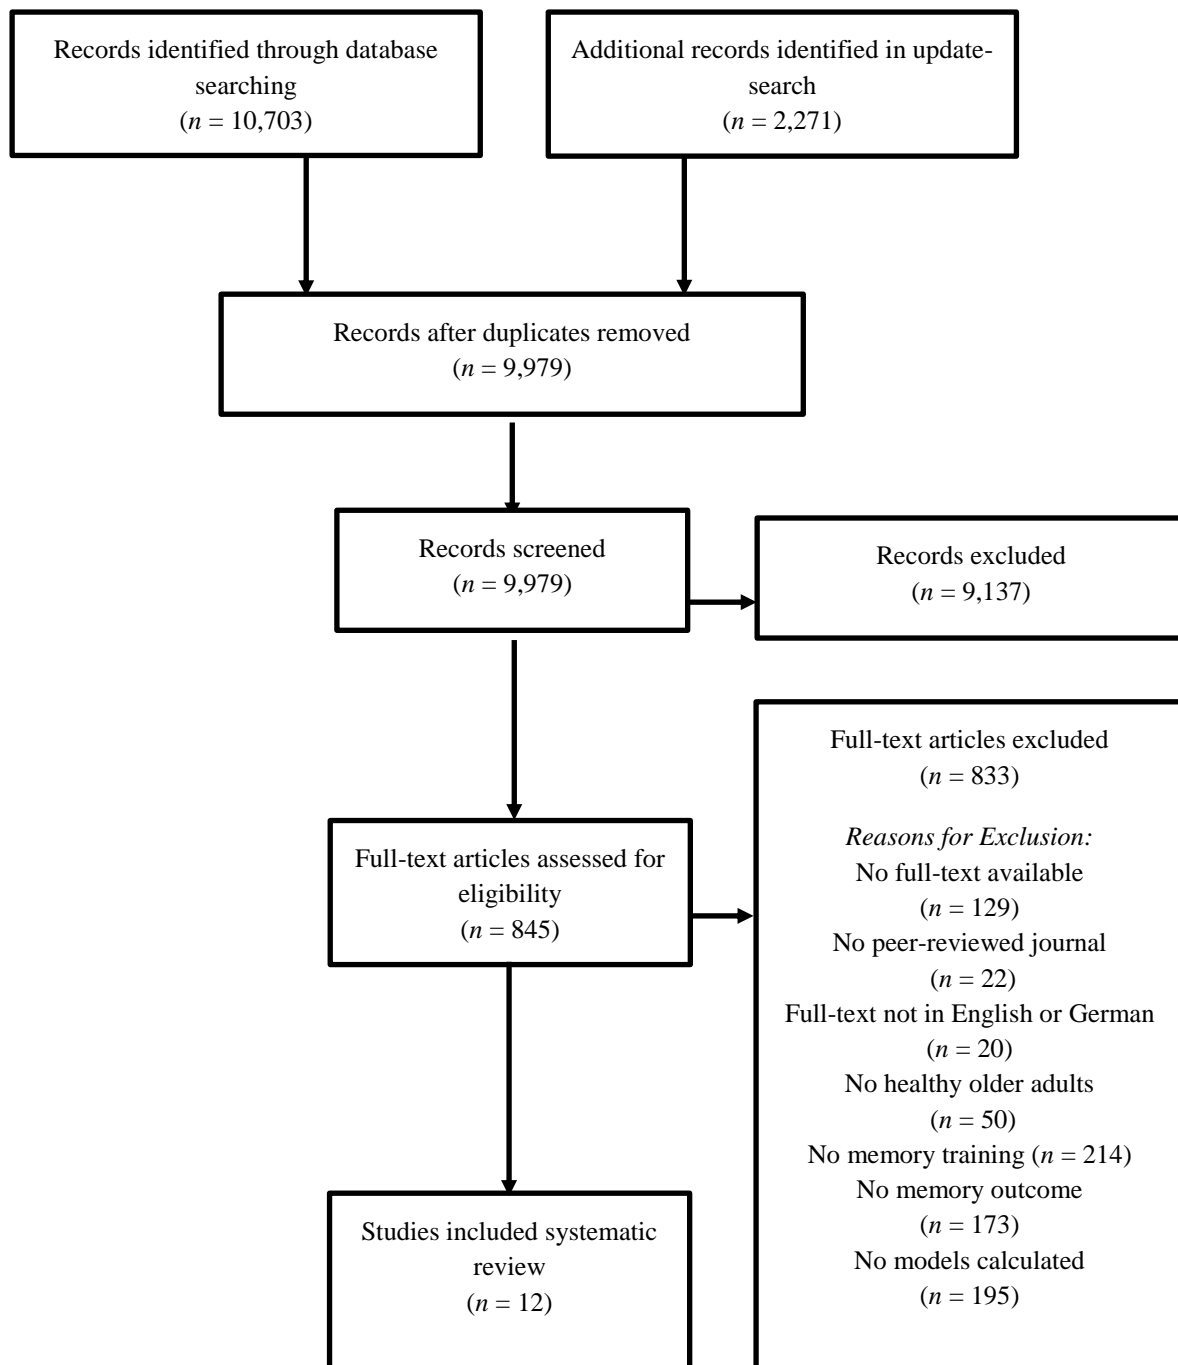 Records identified through database
searching
(n = 10,703)
Additional records identified in update-
search
(n = 2,271)
Records after duplicates removed
(n = 9,979)
Records screened
(n = 9,979)
Records excluded
(n = 9,137)
Full-text articles assessed for
eligibility
(n = 845)
Full-text articles excluded
(n = 833)
Reasons for Exclusion:
No full-text available
(n = 129)
No peer-reviewed journal
(n = 22)
Full-text not in English or German
(n = 20)
No healthy older adults
(n = 50)
No memory training (n = 214)
No memory outcome
(n = 173)
No models calculated
(n = 195)
Studies included systematic
review
(n = 12)